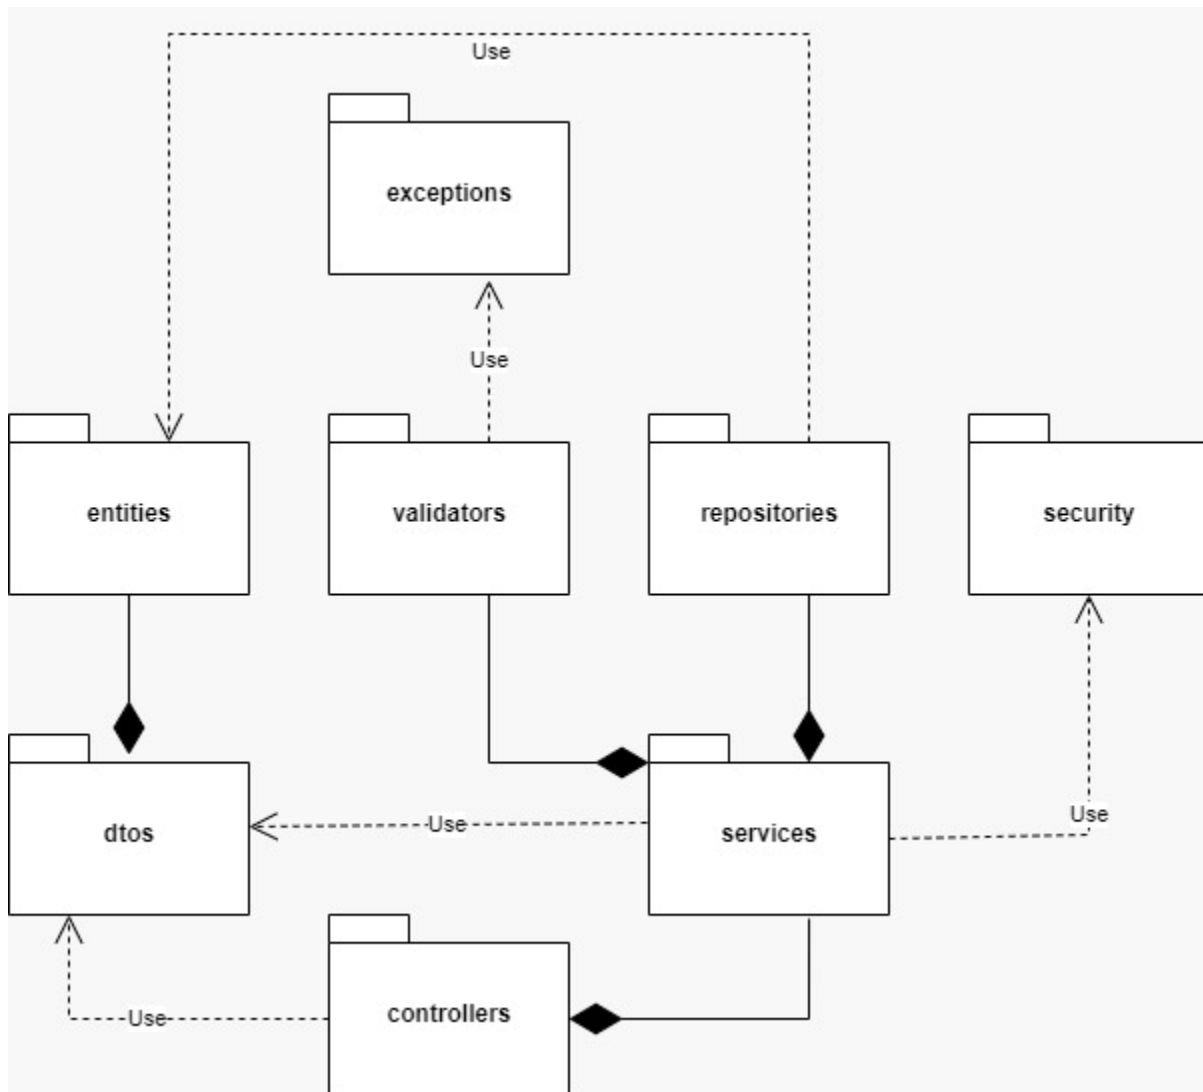 Use
exceptions
Use
entities
validators
repositories
security
Use
Use
dtos
services
controllers
Use